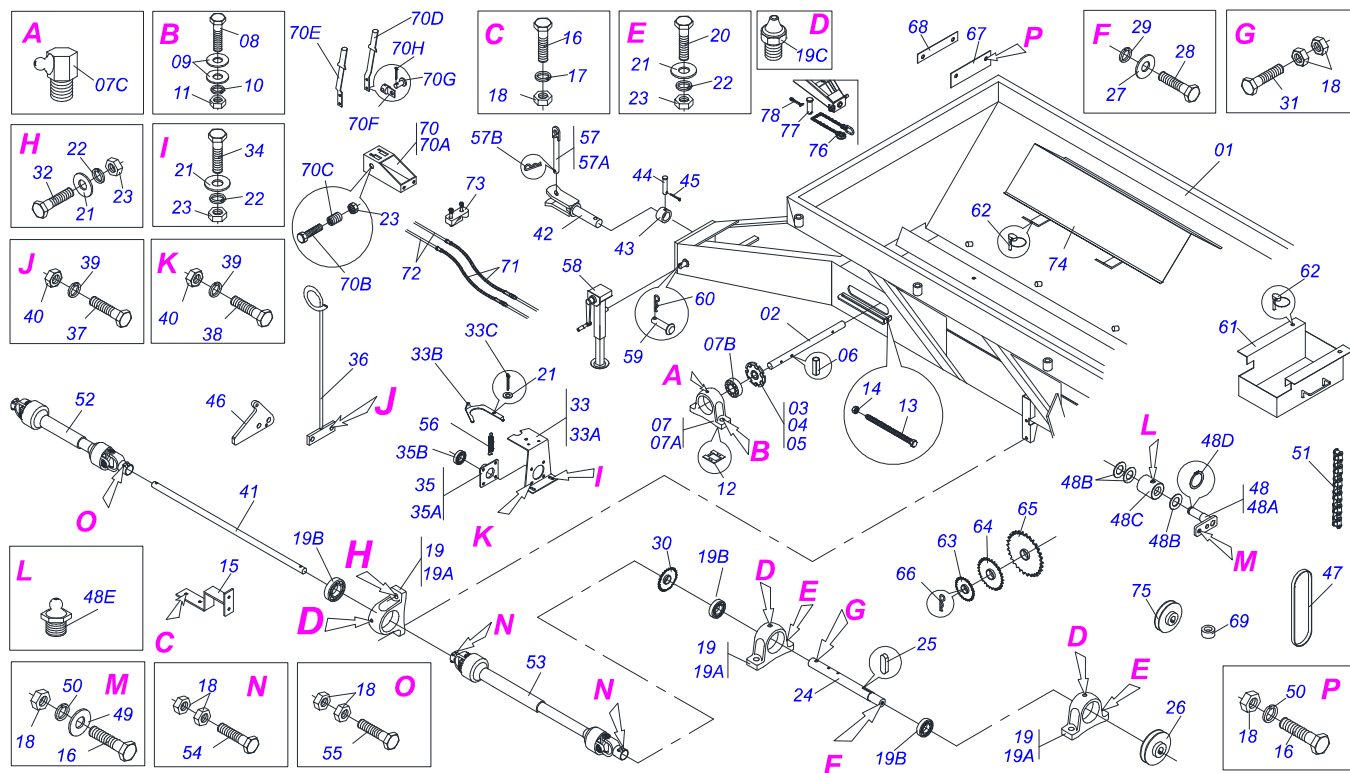 A
07C
B
08
09
10
11
70E
70D
70H
70G
70F
70
70A
70C
23
70B
C
16
17
18
E
20
21
22
23
D
19C
78
77
76
68
67
P
F
29
28
27
G
31
18
H
32
22
23
21
I
34
21
22
23
57B
57
57A
44
45
42
43
73
72
71
01
62
74
62
61
J
39
40
37
K
39
40
38
58
60
59
02
07B
06
A
14
13
03
04
05
07
07A
B
12
33C
33B
21
33
33A
56
35B
35
35A
I
K
36
J
46
52
O
41
19B
H
19
19A
D
L
48D
48B
48C
48B
48
48A
M
51
65
64
63
66
30
19B
D
E
G
19
19A
25
24
F
19B
75
69
47
D
E
19
19A
26
L
48E
15
C
N
53
N
M
50
49
18
16
N
18
54
O
18
55
P
50
18
16